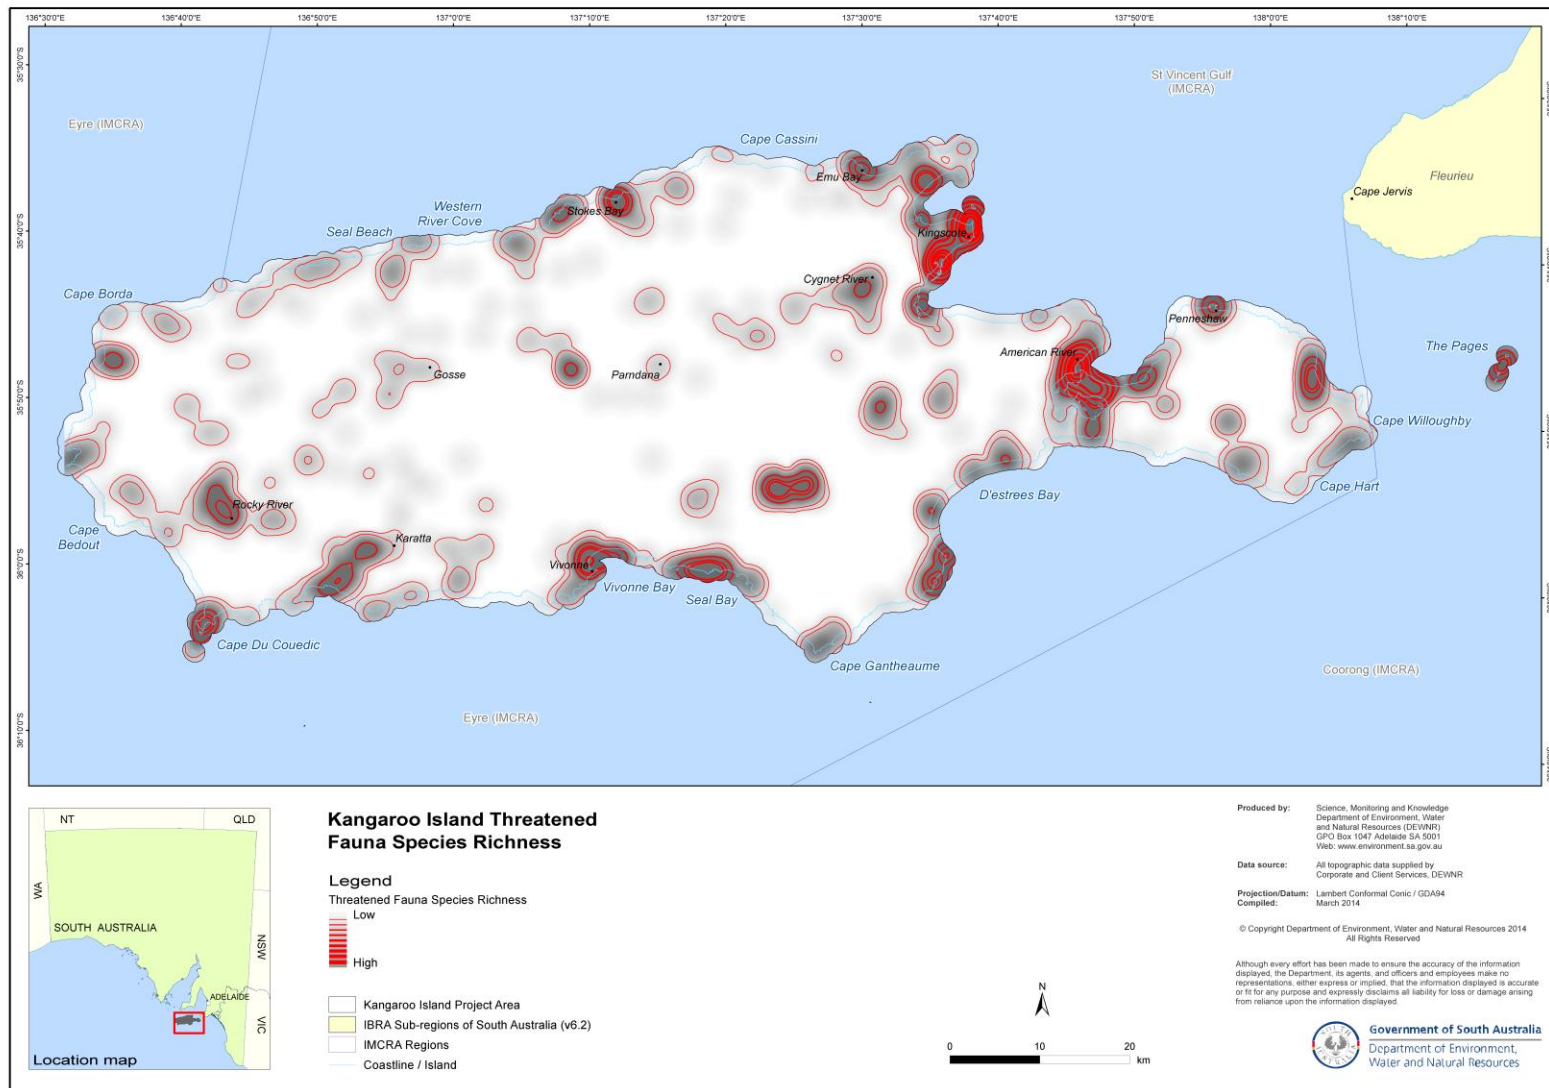 136°30'0"E
136°40'0"E
136°50'0"E
137°0'0"E
137°10'0"E
137°20'0"E
137°30'0"E
137°40'0"E
137°50'0"E
138°0'0"E
138°10'0"E
35°30'0"S
35°40'0"S
35°50'0"S
36°0'0"S
36°10'0"S
St Vincent Gulf
(IMCRA)
Eyre (IMCRA)
Cape Cassini
Emu Bay
Fleurieu
Cape Jervis
Western
River Cove
Stokes Bay
Seal Beach
Kingscote
Cygnet River
Cape Borda
Penneshaw
American River
The Pages
Gosse
Parndana
Cape Willoughby
Cape Hart
D'estrees Bay
Rocky River
Cape
Bedout
Karatta
Vivonne
Vivonne Bay
Seal Bay
Cape Du Couedic
Cape Gantheaume
Coorong (IMCRA)
Eyre (IMCRA)
NT
QLD
WA
SOUTH AUSTRALIA
NSW
ADELAIDE
VIC
Location map
Kangaroo Island Threatened
Fauna Species Richness
Legend
Threatened Fauna Species Richness
Low
High
Kangaroo Island Project Area
IBRA Sub-regions of South Australia (v6.2)
IMCRA Regions
Coastline / Island
N
0 10 20
km
Produced by: Science, Monitoring and Knowledge
Department of Environment, Water
and Natural Resources (DEWNR)
GPO Box 1047 Adelaide SA 5001
Web: www.environment.sa.gov.au
Data source: All topographic data supplied by
Corporate and Client Services, DEWNR
Projection/Datum: Lambert Conformal Conic / GDA94
Compiled: March 2014
© Copyright Department of Environment, Water and Natural Resources 2014
All Rights Reserved
Although every effort has been made to ensure the accuracy of the information
displayed, the Department, its agents, and officers and employees make no
representations, either express or implied, that the information displayed is accurate
or fit for any purpose and expressly disclaims all liability for loss or damage arising
from reliance upon the information displayed.
Government of South Australia
Department of Environment,
Water and Natural Resources